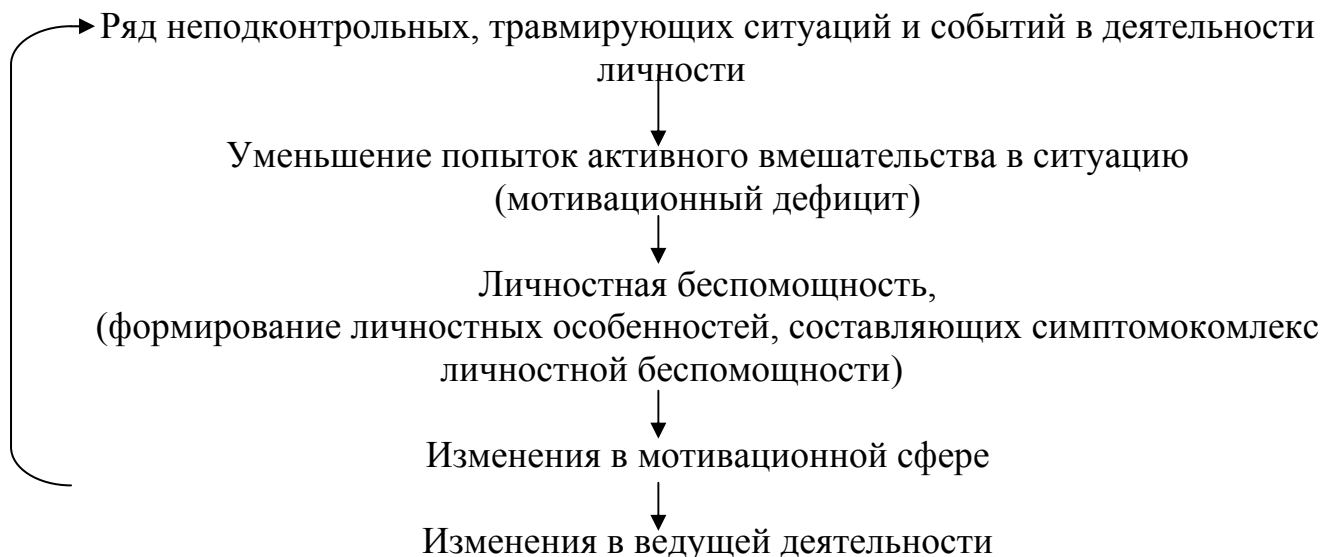 Ряд неподконтрольных, травмирующих ситуаций и событий в деятельности
личности
Уменьшение попыток активного вмешательства в ситуацию
(мотивационный дефицит)
Личностная беспомощность,
(формирование личностных особенностей, составляющих симптомокомлекс
личностной беспомощности)
Изменения в мотивационной сфере
Изменения в ведущей деятельности